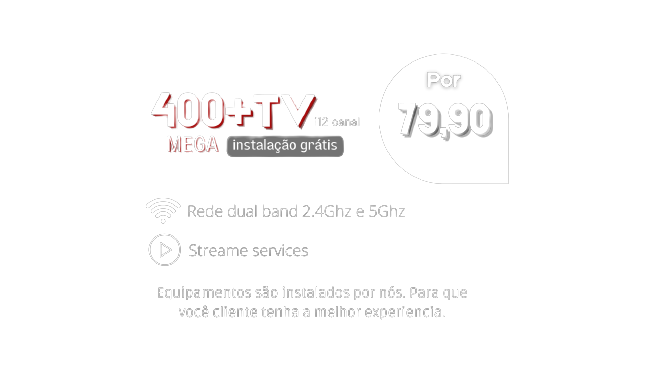 400+TV
12 canal
MEGA instalação grátis
Por
79,90
Rede dual band 2.4Ghz e 5Ghz
Streame services
Equipamentos são instalados por nós. Para que
você cliente tenha a melhor experiencia.